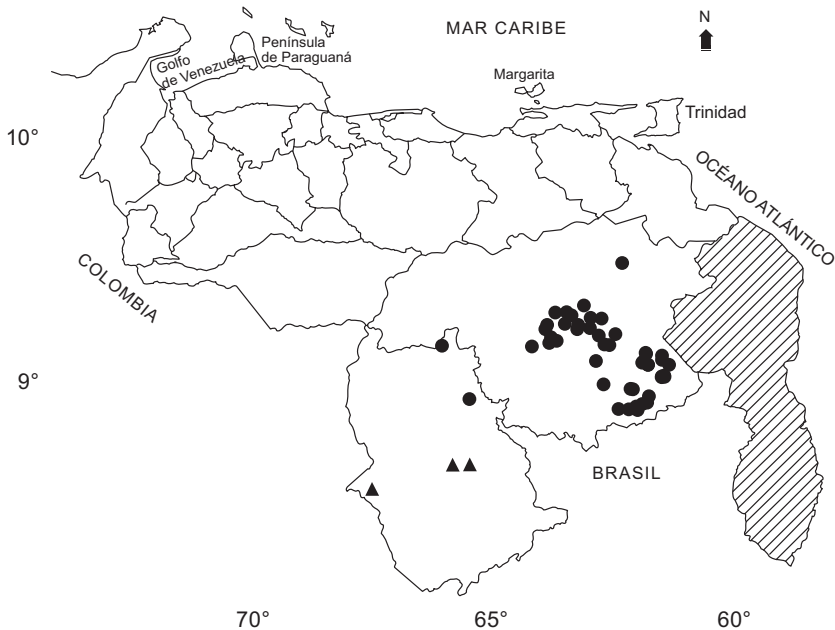 MAR CARIBE
N
Península
de Paraguaná
Golfo
de Venezuela
Margarita
Trinidad
10°
OCÉANO ATLÁNTICO
COLOMBIA
9°
BRASIL
70°
65°
60°